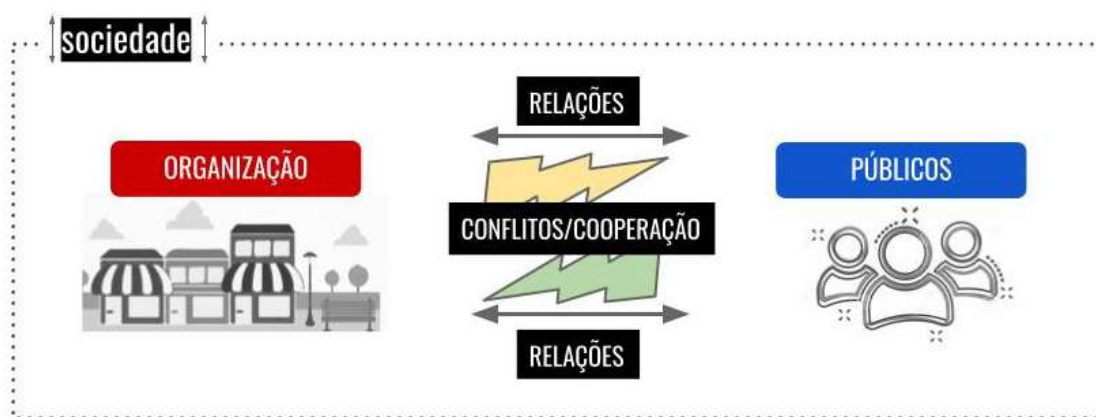 sociedade
RELAÇÕES
ORGANIZAÇÃO
PÚBLICOS
CONFLITOS/COOPERAÇÃO
RELAÇÕES